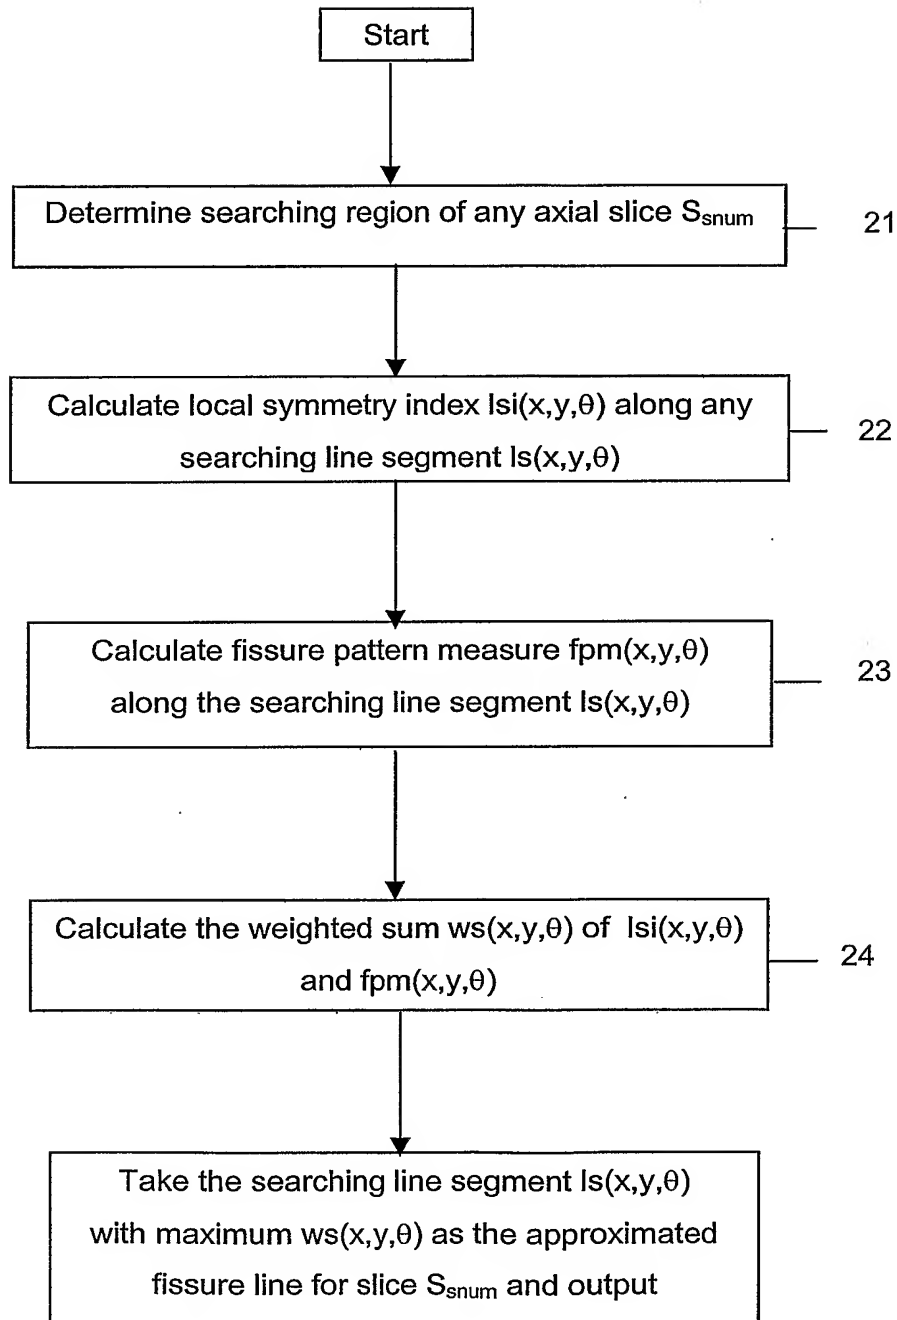 Start
Determine searching region of any axial slice Ssnum
21
Calculate local symmetry index lsi(x,y,θ) along any
searching line segment ls(x,y,θ)
22
Calculate fissure pattern measure fpm(x,y,θ)
along the searching line segment ls(x,y,θ)
23
Calculate the weighted sum ws(x,y,θ) of lsi(x,y,θ)
and fpm(x,y,θ)
24
Take the searching line segment ls(x,y,θ)
with maximum ws(x,y,θ) as the approximated
fissure line for slice Ssnum and output